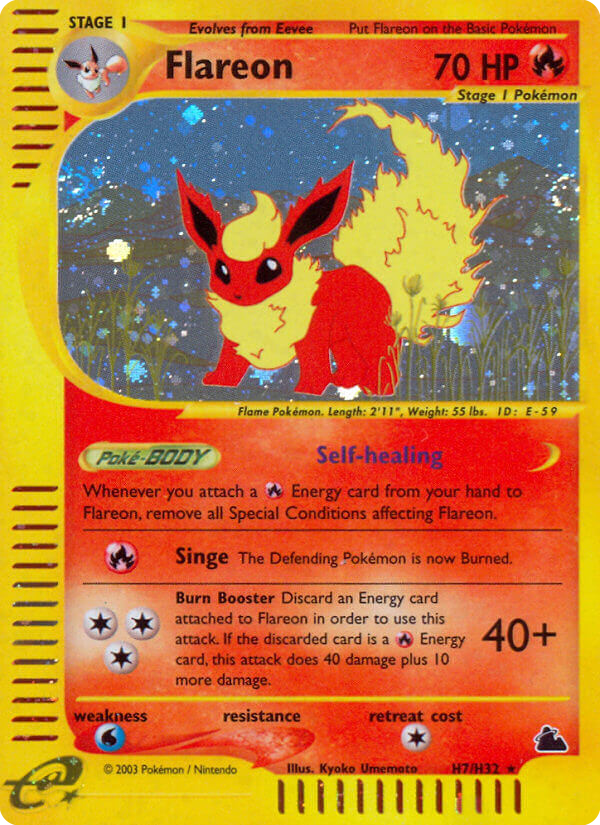 STAGE 1
Evolves from Eevee
Put Flareon on the Basic Pokémon
Flareon
70 HP
Stage 1 Pokémon
Flame Pokémon. Length: 2'11", Weight: 55 lbs. ID: E-59
Poké-BODY
Self-healing
Whenever you attach a Energy card from your hand to
Flareon, remove all Special Conditions affecting Flareon.
Singe The Defending Pokémon is now Burned.
Burn Booster Discard an Energy card
attached to Flareon in order to use this
attack. If the discarded card is a Energy
card, this attack does 40 damage plus 10
more damage.
40+
weakness
resistance
retreat cost
© 2003 Pokémon / Nintendo
Illus. Kyoko Umemoto
H7/H32 ★
e